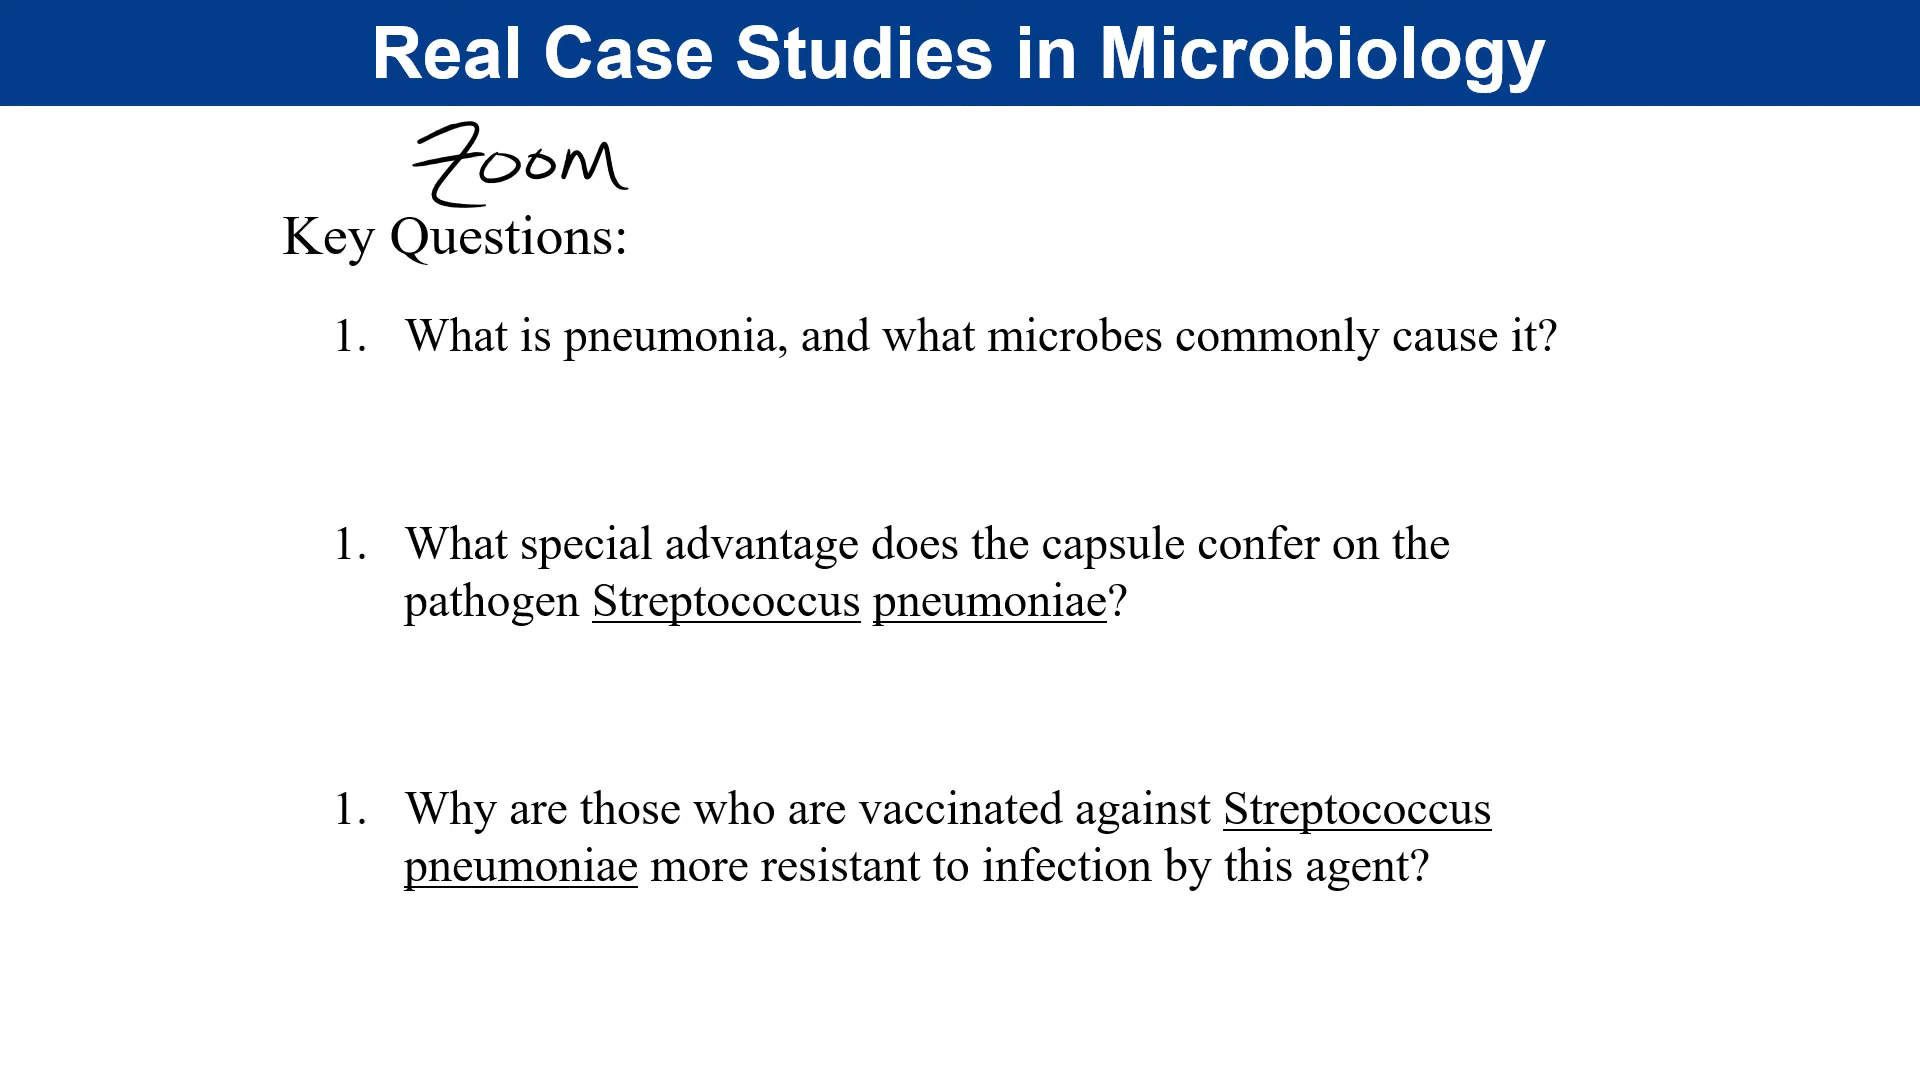 Real Case Studies in Microbiology
Zoom
Key Questions:
1. What is pneumonia, and what microbes commonly cause it?
1. What special advantage does the capsule confer on the
pathogen Streptococcus pneumoniae?
1. Why are those who are vaccinated against Streptococcus
pneumoniae more resistant to infection by this agent?